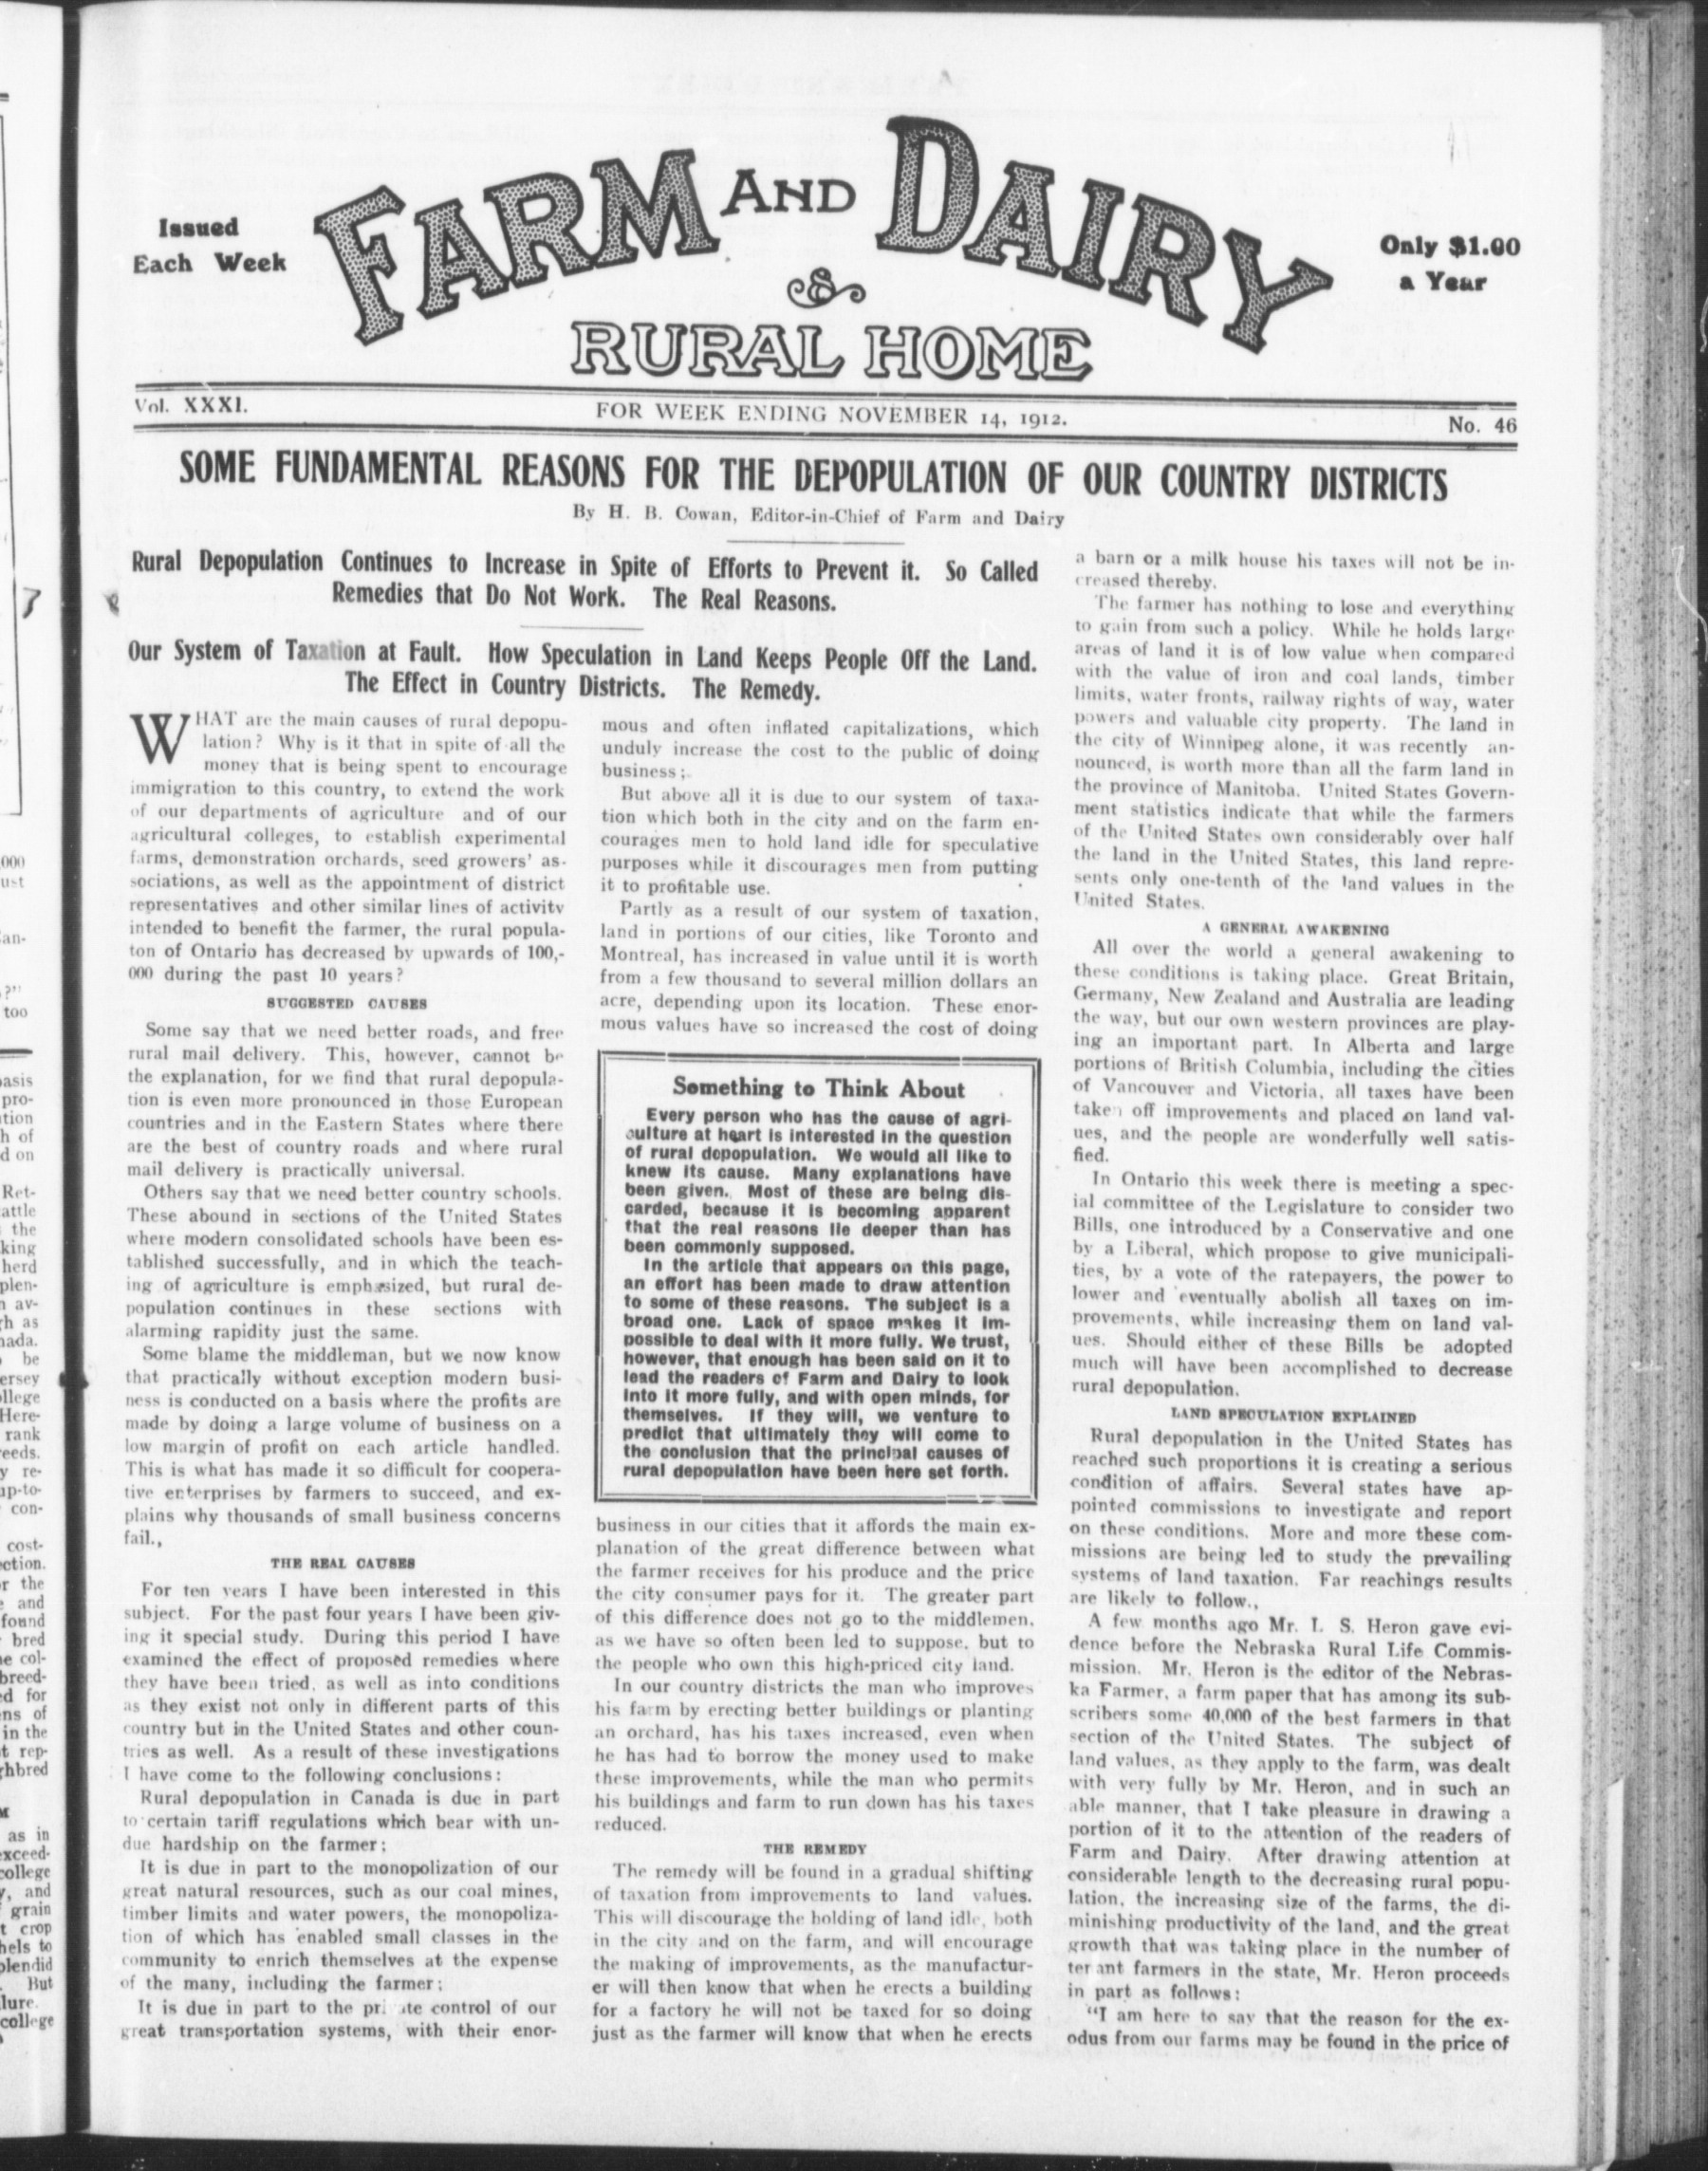 Issued
Each Week
FARM AND DAIRY
&
RURAL HOME
Only $1.00
a Year
Vol. XXXI.
FOR WEEK ENDING NOVEMBER 14, 1912.
No. 46
SOME FUNDAMENTAL REASONS FOR THE DEPOPULATION OF OUR COUNTRY DISTRICTS
By H. B. Cowan, Editor-in-Chief of Farm and Dairy
Rural Depopulation Continues to Increase in Spite of Efforts to Prevent it. So Called
Remedies that Do Not Work. The Real Reasons.
Our System of Taxation at Fault. How Speculation in Land Keeps People Off the Land.
The Effect in Country Districts. The Remedy.
WHAT are the main causes of rural depopu-
lation? Why is it that in spite of all the
money that is being spent to encourage
immigration to this country, to extend the work
of our departments of agriculture and of our
agricultural colleges, to establish experimental
farms, demonstration orchards, seed growers' as-
sociations, as well as the appointment of district
representatives and other similar lines of activity
intended to benefit the farmer, the rural popula-
ton of Ontario has decreased by upwards of 100,-
000 during the past 10 years?
SUGGESTED CAUSES
Some say that we need better roads, and free
rural mail delivery. This, however, cannot be
the explanation, for we find that rural depopula-
tion is even more pronounced in those European
countries and in the Eastern States where there
are the best of country roads and where rural
mail delivery is practically universal.
Others say that we need better country schools.
These abound in sections of the United States
where modern consolidated schools have been es-
tablished successfully, and in which the teach-
ing of agriculture is emphasized, but rural de-
population continues in these sections with
alarming rapidity just the same.
Some blame the middleman, but we now know
that practically without exception modern busi-
ness is conducted on a basis where the profits are
made by doing a large volume of business on a
low margin of profit on each article handled.
This is what has made it so difficult for coopera-
tive enterprises by farmers to succeed, and ex-
plains why thousands of small business concerns
fail.,
THE REAL CAUSES
For ten years I have been interested in this
subject. For the past four years I have been giv-
ing it special study. During this period I have
examined the effect of proposed remedies where
they have been tried, as well as into conditions
as they exist not only in different parts of this
country but in the United States and other coun-
tries as well. As a result of these investigations
I have come to the following conclusions:
Rural depopulation in Canada is due in part
to certain tariff regulations which bear with un-
due hardship on the farmer;
It is due in part to the monopolization of our
great natural resources, such as our coal mines,
timber limits and water powers, the monopoliza-
tion of which has enabled small classes in the
community to enrich themselves at the expense
of the many, including the farmer;
It is due in part to the pri ate control of our
great transportation systems, with their enor-
mous and often inflated capitalizations, which
unduly increase the cost to the public of doing
business;
But above all it is due to our system of taxa-
tion which both in the city and on the farm en-
courages men to hold land idle for speculative
purposes while it discourages men from putting
it to profitable use.
Partly as a result of our system of taxation,
land in portions of our cities, like Toronto and
Montreal, has increased in value until it is worth
from a few thousand to several million dollars an
acre, depending upon its location. These enor-
mous values have so increased the cost of doing
Something to Think About
Every person who has the cause of agri-
culture at heart is interested in the question
of rural depopulation. We would all like to
knew its cause. Many explanations have
been given. Most of these are being dis-
carded, because it is becoming apparent
that the real reasons lie deeper than has
been commonly supposed.
In the article that appears on this page,
an effort has been made to draw attention
to some of these reasons. The subject is a
broad one. Lack of space makes it im-
possible to deal with it more fully. We trust,
however, that enough has been said on it to
lead the readers of Farm and Dairy to look
into it more fully, and with open minds, for
themselves. If they will, we venture to
predict that ultimately they will come to
the conclusion that the principal causes of
rural depopulation have been here set forth.
business in our cities that it affords the main ex-
planation of the great difference between what
the farmer receives for his produce and the price
the city consumer pays for it. The greater part
of this difference does not go to the middlemen,
as we have so often been led to suppose, but to
the people who own this high-priced city land.
In our country districts the man who improves
his farm by erecting better buildings or planting
an orchard, has his taxes increased, even when
he has had to borrow the money used to make
these improvements, while the man who permits
his buildings and farm to run down has his taxes
reduced.
THE REMEDY
The remedy will be found in a gradual shifting
of taxation from improvements to land values.
This will discourage the holding of land idle, both
in the city and on the farm, and will encourage
the making of improvements, as the manufactur-
er will then know that when he erects a building
for a factory he will not be taxed for so doing
just as the farmer will know that when he erects
a barn or a milk house his taxes will not be in-
creased thereby.
The farmer has nothing to lose and everything
to gain from such a policy. While he holds large
areas of land it is of low value when compared
with the value of iron and coal lands, timber
limits, water fronts, railway rights of way, water
powers and valuable city property. The land in
the city of Winnipeg alone, it was recently an-
nounced, is worth more than all the farm land in
the province of Manitoba. United States Govern-
ment statistics indicate that while the farmers
of the United States own considerably over half
the land in the United States, this land repre-
sents only one-tenth of the land values in the
United States.
A GENERAL AWAKENING
All over the world a general awakening to
these conditions is taking place. Great Britain,
Germany, New Zealand and Australia are leading
the way, but our own western provinces are play-
ing an important part. In Alberta and large
portions of British Columbia, including the cities
of Vancouver and Victoria, all taxes have been
taken off improvements and placed on land val-
ues, and the people are wonderfully well satis-
fied.
In Ontario this week there is meeting a spec-
ial committee of the Legislature to consider two
Bills, one introduced by a Conservative and one
by a Liberal, which propose to give municipali-
ties, by a vote of the ratepayers, the power to
lower and eventually abolish all taxes on im-
provements, while increasing them on land val-
ues. Should either of these Bills be adopted
much will have been accomplished to decrease
rural depopulation.
LAND SPECULATION EXPLAINED
Rural depopulation in the United States has
reached such proportions it is creating a serious
condition of affairs. Several states have ap-
pointed commissions to investigate and report
on these conditions. More and more these com-
missions are being led to study the prevailing
systems of land taxation. Far reachings results
are likely to follow.,
A few months ago Mr. L. S. Heron gave evi-
dence before the Nebraska Rural Life Commis-
mission. Mr. Heron is the editor of the Nebras-
ka Farmer, a farm paper that has among its sub-
scribers some 40,000 of the best farmers in that
section of the United States. The subject of
land values, as they apply to the farm, was dealt
with very fully by Mr. Heron, and in such an
able manner, that I take pleasure in drawing a
portion of it to the attention of the readers of
Farm and Dairy. After drawing attention at
considerable length to the decreasing rural popu-
lation, the increasing size of the farms, the di-
minishing productivity of the land, and the great
growth that was taking place in the number of
tenant farmers in the state, Mr. Heron proceeds
in part as follows:
"I am here to say that the reason for the ex-
odus from our farms may be found in the price of